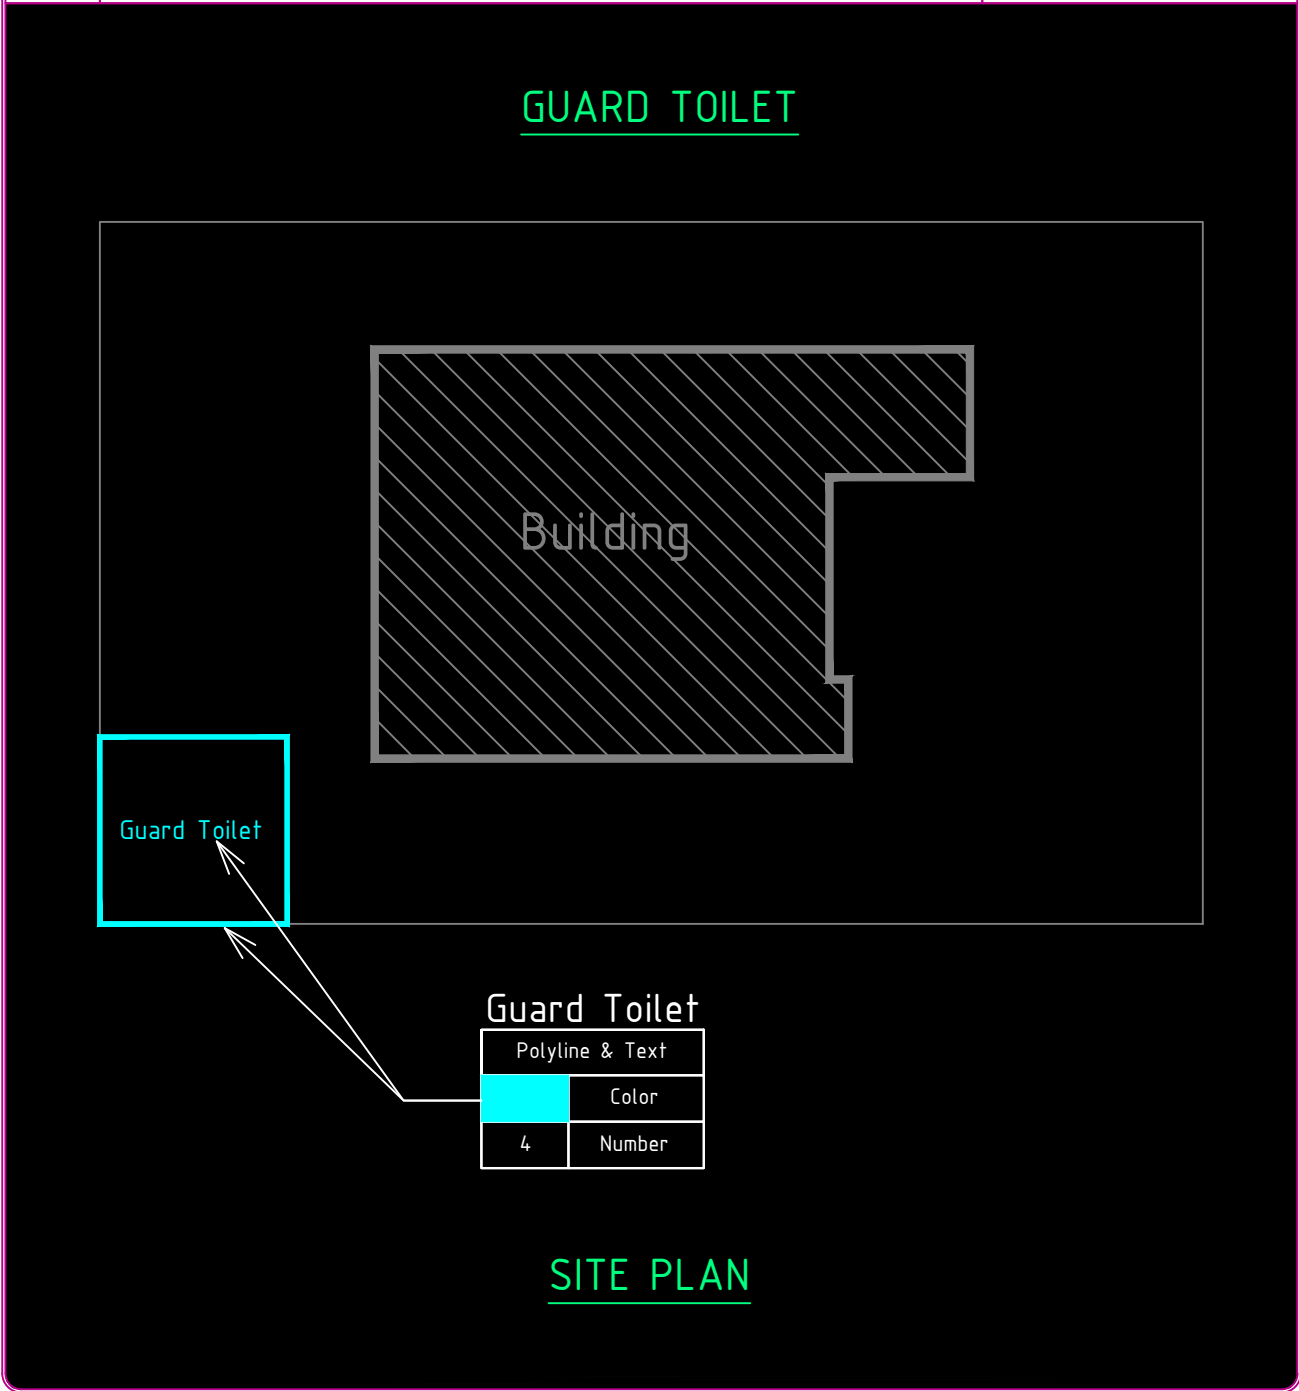 GUARD TOILET
Building
Guard Toilet
Guard Toilet
Polyline & Text
Color
4 Number
SITE PLAN